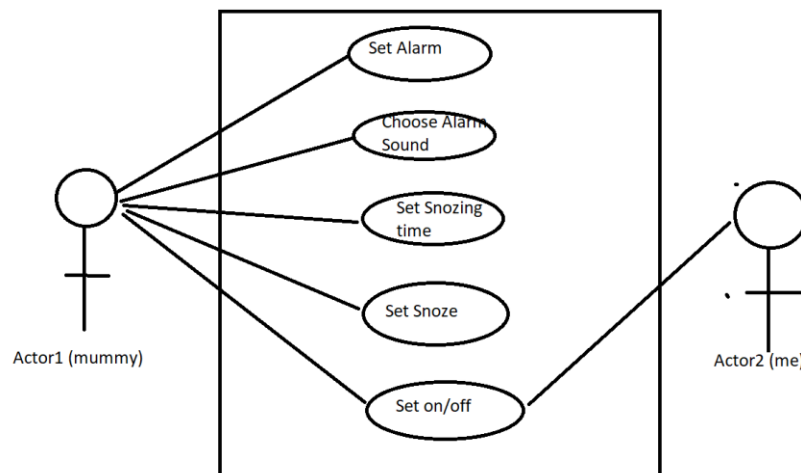 Set Alarm
Choose Alarm
Sound
Set Snozing
time
Set Snoze
Set on/off
Actor1 (mummy)
Actor2 (me)